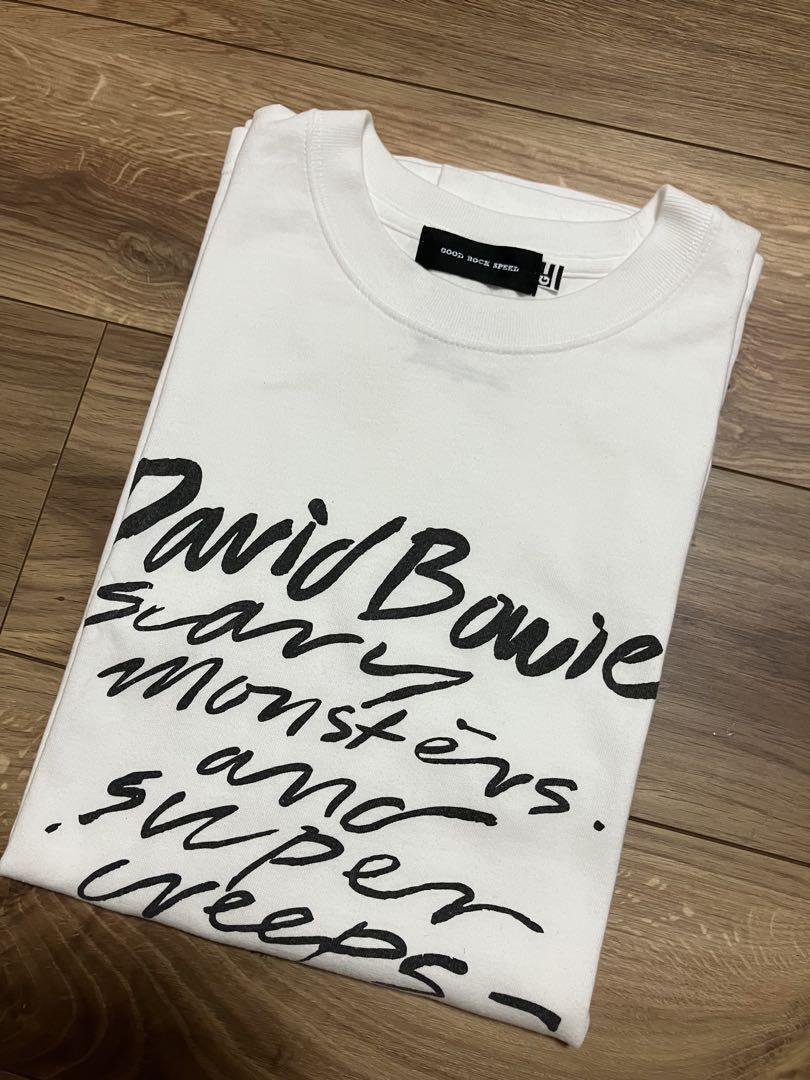 GOOD ROCK SPEED
G
David Bowie
scary
monsters.
and
.super
creeps-